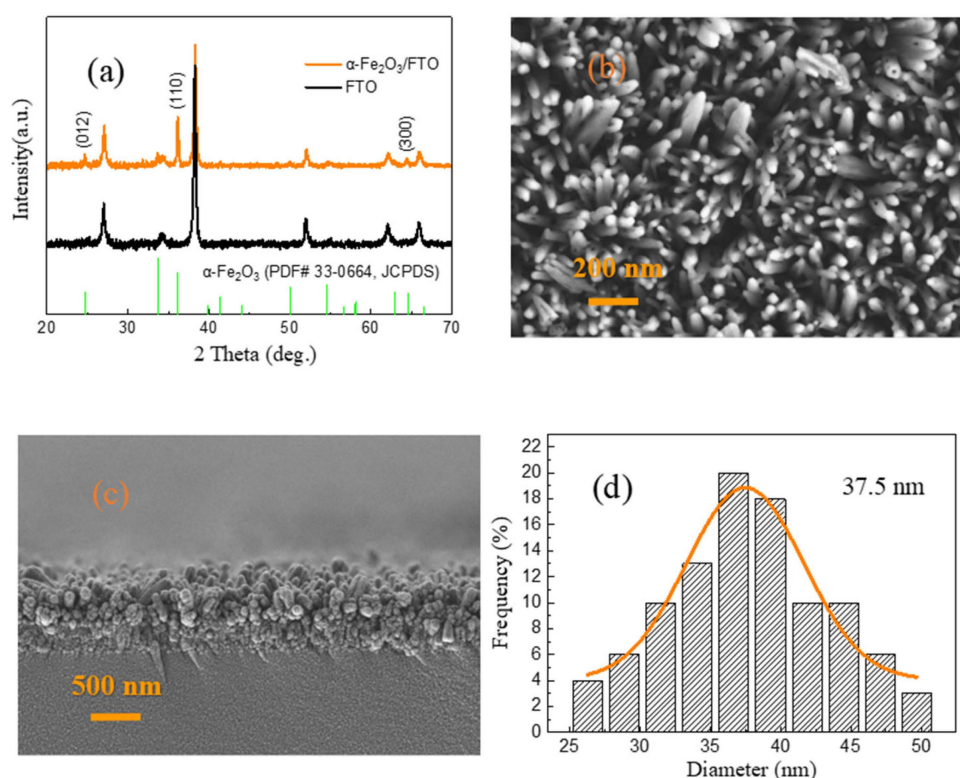 (a)
α-Fe₂O₃/FTO
FTO
(012)
(110)
(300)
Intensity(a.u.)
α-Fe₂O₃ (PDF# 33-0664, JCPDS)
20 30 40 50 60 70
2 Theta (deg.)
(b)
200 nm
(c)
500 nm
(d)
37.5 nm
Frequency (%)
22
20
18
16
14
12
10
8
6
4
2
0
25 30 35 40 45 50
Diameter (nm)